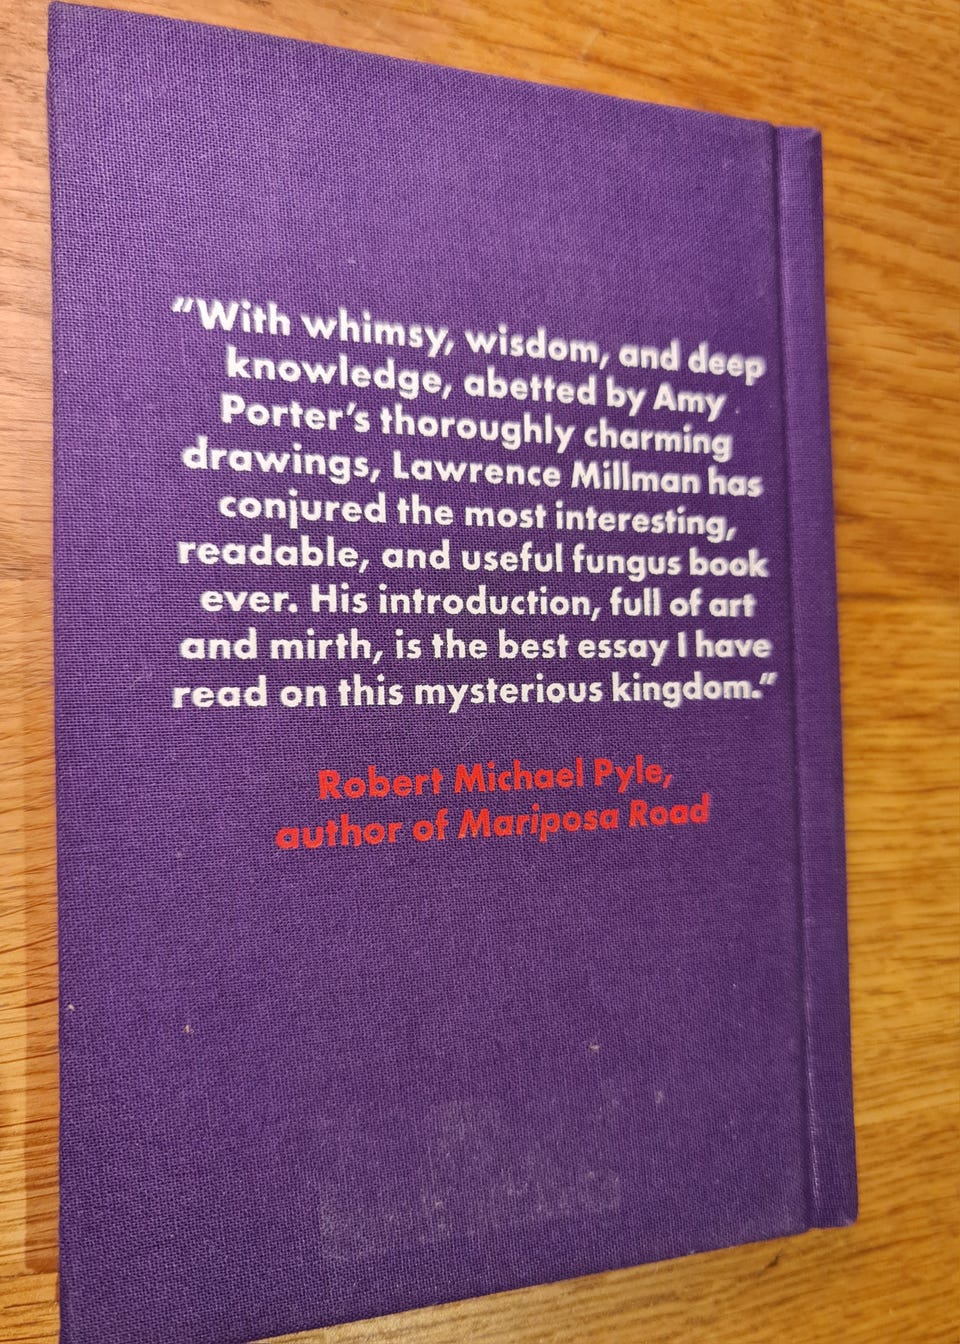 “With whimsy, wisdom, and deep
knowledge, abetted by Amy
Porter’s thoroughly charming
drawings, Lawrence Millman has
conjured the most interesting,
readable, and useful fungus book
ever. His introduction, full of art
and mirth, is the best essay I have
read on this mysterious kingdom.”
Robert Michael Pyle,
author of Mariposa Road